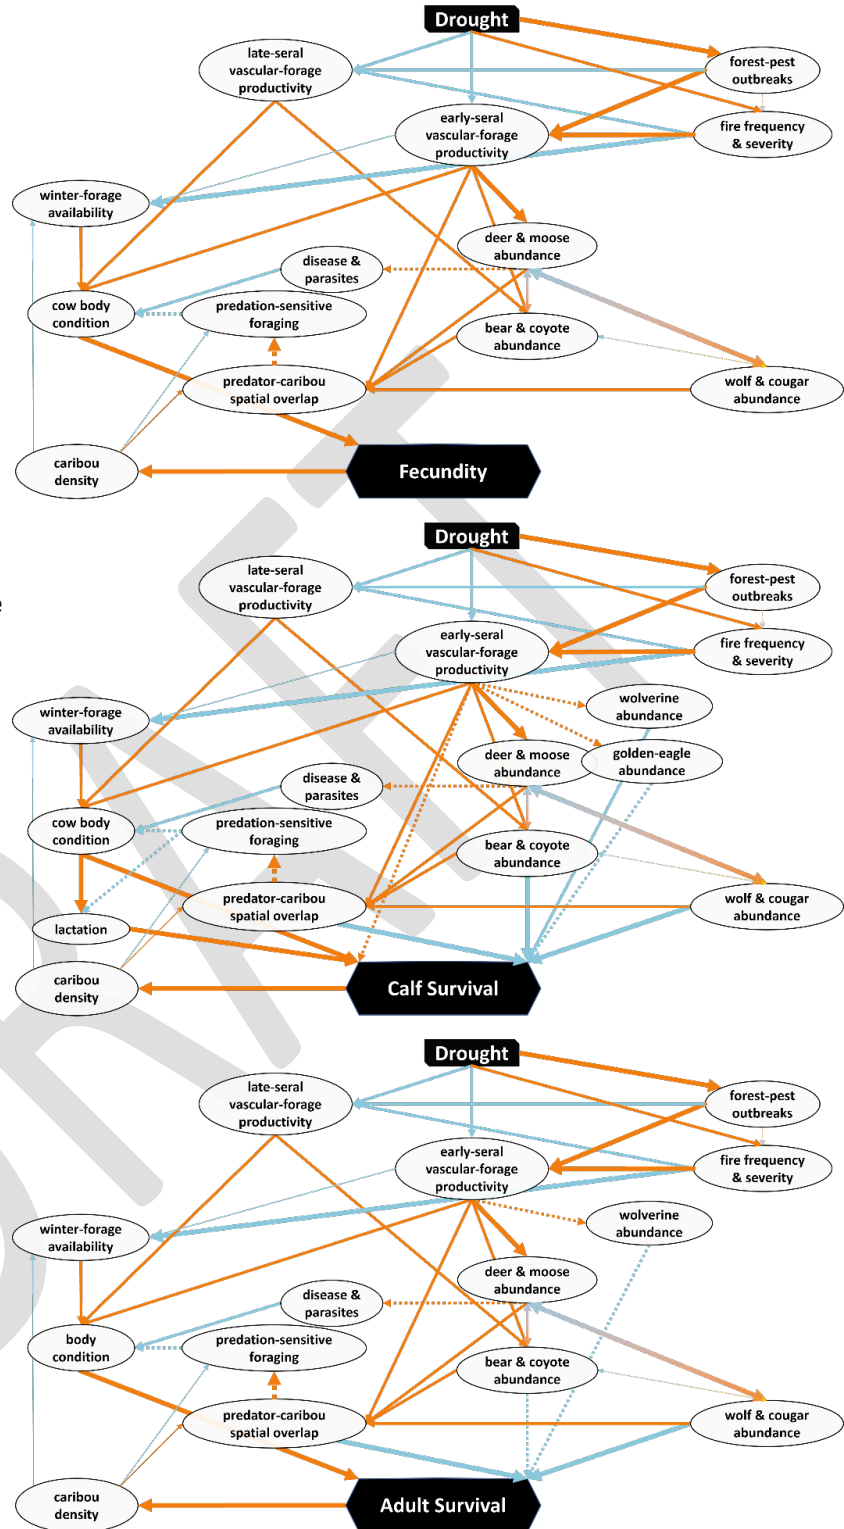 Drought
late-seral
vascular-forage
productivity
forest-pest
outbreaks
early-seral
vascular-forage
productivity
fire frequency
& severity
winter-forage
availability
deer & moose
abundance
disease &
parasites
cow body
condition
predation-sensitive
foraging
bear & coyote
abundance
predator-caribou
spatial overlap
wolf & cougar
abundance
caribou
density
Fecundity
Drought
late-seral
vascular-forage
productivity
forest-pest
outbreaks
e
early-seral
vascular-forage
productivity
fire frequency
& severity
wolverine
abundance
winter-forage
availability
deer & moose
abundance
golden-eagle
abundance
disease &
parasites
cow body
condition
predation-sensitive
foraging
bear & coyote
abundance
predator-caribou
spatial overlap
wolf & cougar
abundance
lactation
caribou
density
Calf Survival
Drought
late-seral
vascular-forage
productivity
forest-pest
outbreaks
early-seral
vascular-forage
productivity
fire frequency
& severity
wolverine
abundance
winter-forage
availability
deer & moose
abundance
disease &
parasites
body
condition
predation-sensitive
foraging
bear & coyote
abundance
predator-caribou
spatial overlap
wolf & cougar
abundance
caribou
density
Adult Survival
DRAFT